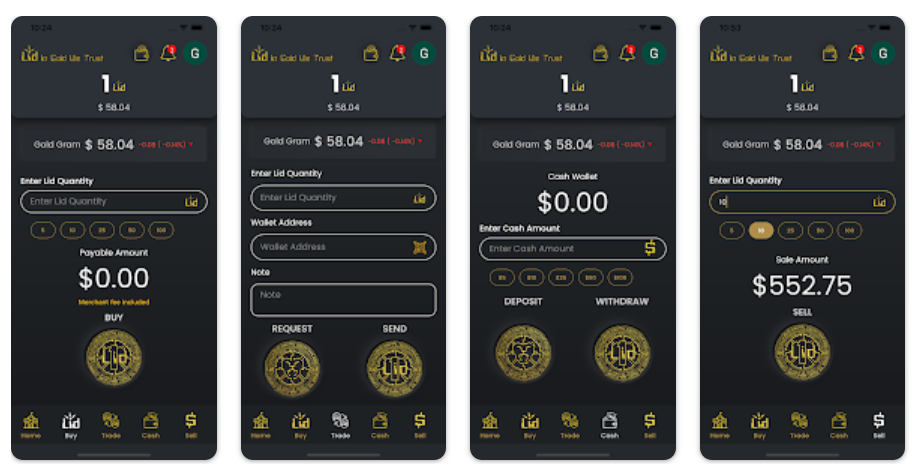 10:24
Lid In Gold We Trust
2
G
1 Lid
$ 58.04
Gold Gram $ 58.04 -0.08 ( -0.14%) ▼
Enter Lid Quantity
Enter Lid Quantity Lid
5 10 25 50 100
Payable Amount
$0.00
Merchant fee included
BUY
Lid
Home Buy Trade Cash Sell
10:24
Lid In Gold We Trust
2
G
1 Lid
$ 58.04
Gold Gram $ 58.04 -0.08 ( -0.14%) ▼
Enter Lid Quantity
Enter Lid Quantity Lid
Wallet Address
Wallet Address
Note
Note
REQUEST SEND
Lid
Home Buy Trade Cash Sell
10:24
Lid In Gold We Trust
2
G
1 Lid
$ 58.04
Gold Gram $ 58.04 -0.08 ( -0.14%) ▼
Cash Wallet
$0.00
Enter Cash Amount
Enter Cash Amount $
$5 $10 $25 $50 $100
DEPOSIT WITHDRAW
Lid
Home Buy Trade Cash Sell
10:53
Lid In Gold We Trust
2
G
1 Lid
$ 58.04
Gold Gram $ 58.04 -0.08 ( -0.14%) ▼
Enter Lid Quantity
10 Lid
5 10 25 50 100
Sale Amount
$552.75
SELL
Lid
Home Buy Trade Cash Sell